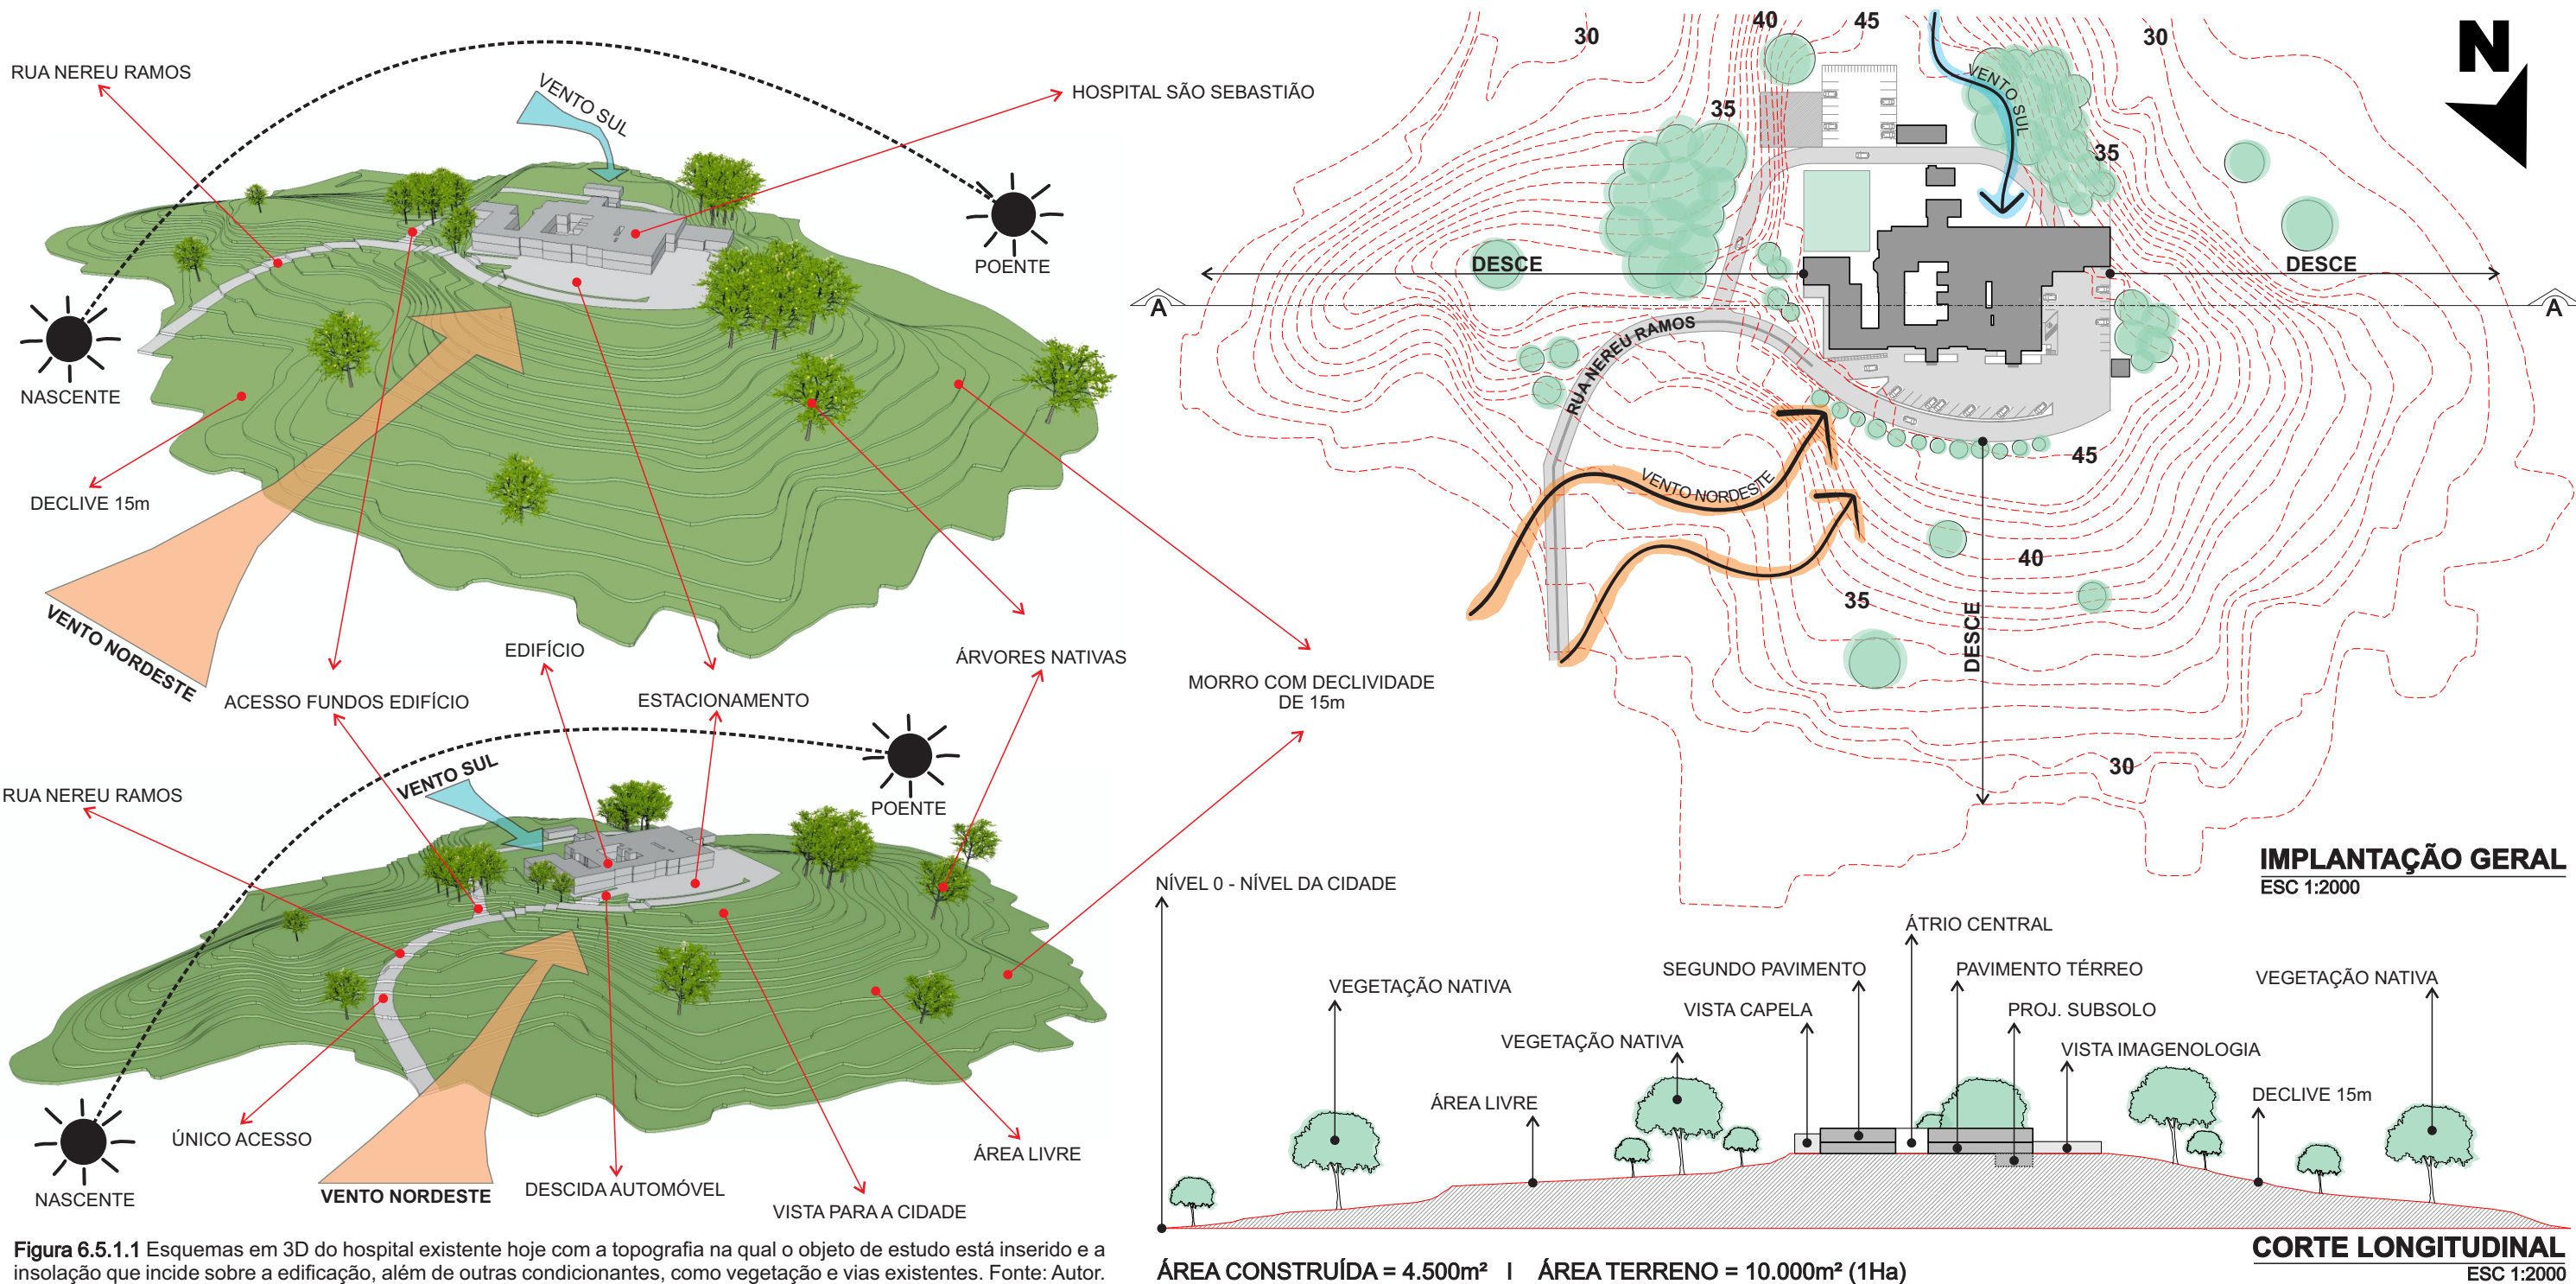 RUA NEREU RAMOS
VENTO SUL
HOSPITAL SÃO SEBASTIÃO
POENTE
NASCENTE
DECLIVE 15m
VENTO NORDESTE
ACESSO FUNDOS EDIFÍCIO
EDIFÍCIO
ESTACIONAMENTO
ÁRVORES NATIVAS
MORRO COM DECLIVIDADE
DE 15m
RUA NEREU RAMOS
VENTO SUL
POENTE
NASCENTE
ÚNICO ACESSO
VENTO NORDESTE
DESCIDA AUTOMÓVEL
VISTA PARA A CIDADE
ÁREA LIVRE
Figura 6.5.1.1 Esquemas em 3D do hospital existente hoje com a topografia na qual o objeto de estudo está inserido e a
insolação que incide sobre a edificação, além de outras condicionantes, como vegetação e vias existentes. Fonte: Autor.
30
40
45
30
N
35
VENTO SUL
35
DESCE
DESCE
A
A
RUA NEREU RAMOS
VENTO NORDESTE
45
40
35
DESCE
30
IMPLANTAÇÃO GERAL
ESC 1:2000
NÍVEL 0 - NÍVEL DA CIDADE
ÁTRIO CENTRAL
SEGUNDO PAVIMENTO
PAVIMENTO TÉRREO
VEGETAÇÃO NATIVA
VEGETAÇÃO NATIVA
VISTA CAPELA
PROJ. SUBSOLO
VEGETAÇÃO NATIVA
VISTA IMAGENOLOGIA
ÁREA LIVRE
DECLIVE 15m
CORTE LONGITUDINAL
ESC 1:2000
ÁREA CONSTRUÍDA = 4.500m² I ÁREA TERRENO = 10.000m² (1Ha)